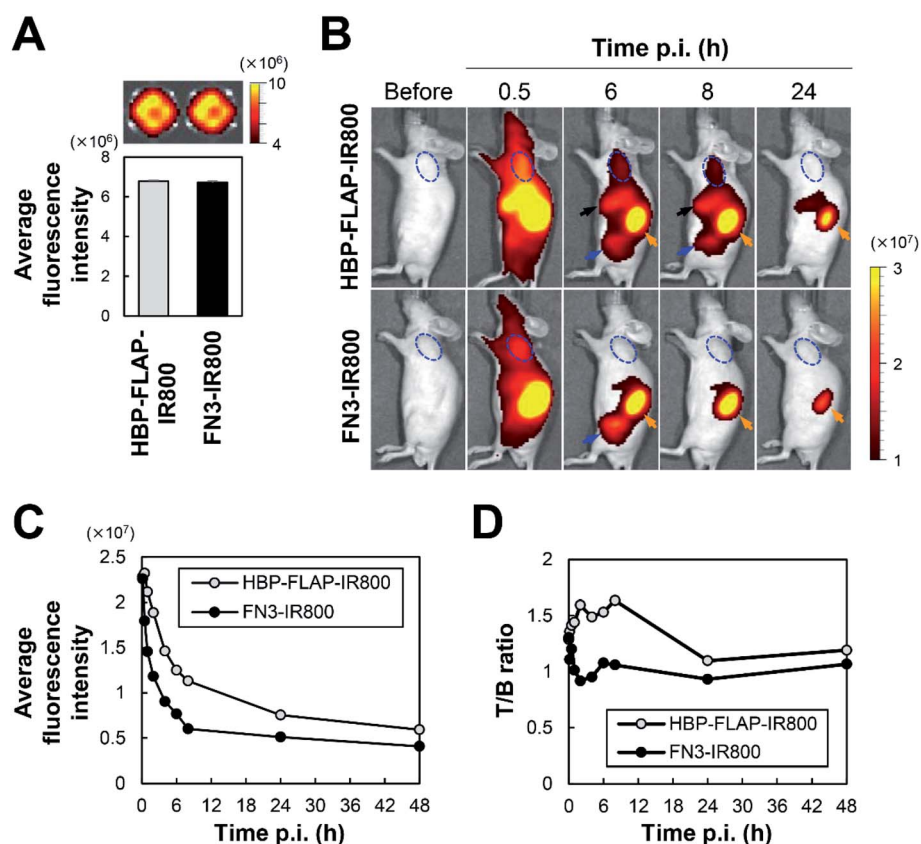 A
(×10⁶)
10
4
(×10⁶)
8
6
4
2
0
Average
fluorescence
intensity
HBP-FLAP-
IR800
FN3-IR800
B
Time p.i. (h)
Before 0.5 6 8 24
HBP-FLAP-IR800
FN3-IR800
(×10⁷)
3
2
1
C
(×10⁷)
2.5
2
1.5
1
0.5
0
Average
fluorescence
intensity
HBP-FLAP-IR800
FN3-IR800
0 6 12 18 24 30 36 42 48
Time p.i. (h)
D
2
1.5
1
0.5
0
T/B ratio
HBP-FLAP-IR800
FN3-IR800
0 6 12 18 24 30 36 42 48
Time p.i. (h)